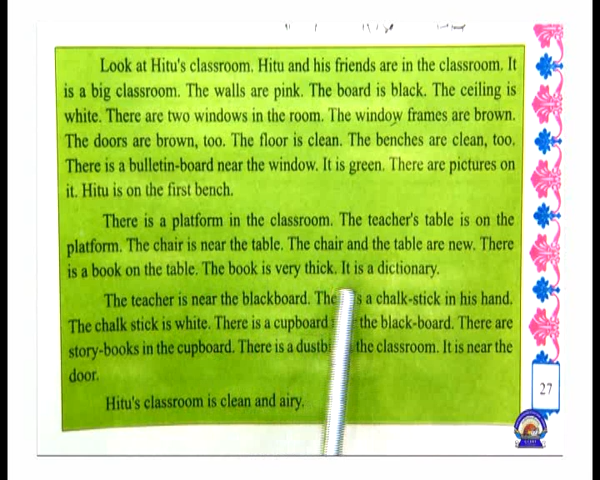 Look at Hitu's classroom. Hitu and his friends are in the classroom. It
is a big classroom. The walls are pink. The board is black. The ceiling is
white. There are two windows in the room. The window frames are brown.
The doors are brown, too. The floor is clean. The benches are clean, too.
There is a bulletin-board near the window. It is green. There are pictures on
it. Hitu is on the first bench.
There is a platform in the classroom. The teacher's table is on the
platform. The chair is near the table. The chair and the table are new. There
is a book on the table. The book is very thick. It is a dictionary.
The teacher is near the blackboard. a chalk-stick in his hand.
The chalk stick is white. There is a cupboard the black-board. There are
story-books in the cupboard. There is a the classroom. It is near the
door.
Hitu's classroom is clean and airy.
27